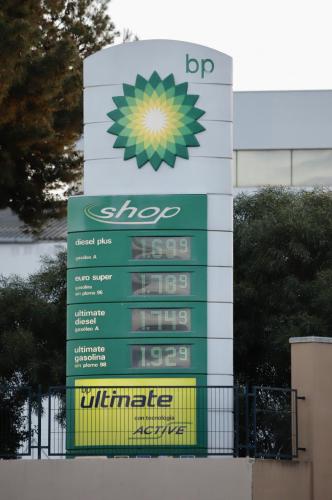 bp
shop
diesel plus
gasóleo A
1.699
euro super
gasolina
sin plomo 95
1.789
ultimate
diesel
gasóleo A
1.749
ultimate
gasolina
sin plomo 98
1.929
bp
ultimate
con tecnología
ACTIVE